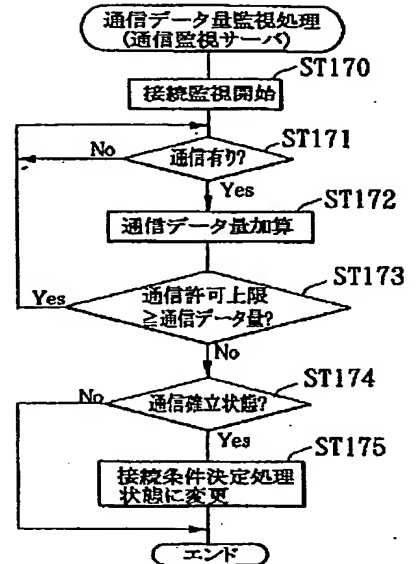 通信データ量監視処理
(通信監視サーバ)
ST170
接続監視開始
ST171
通信有り?
No
Yes
ST172
通信データ量加算
ST173
通信許可上限
≧通信データ量?
Yes
No
ST174
通信確立状態?
No
Yes
ST175
接続条件決定処理
状態に変更
エンド